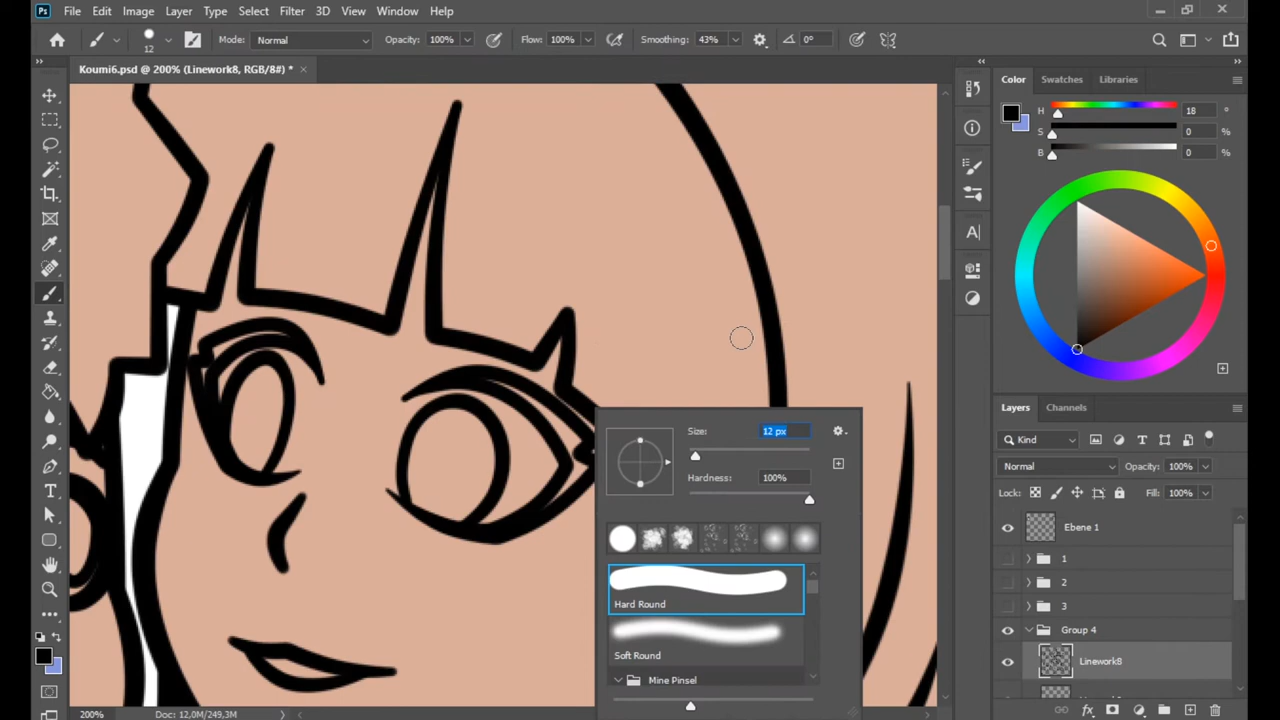 Ps File Edit Image Layer Type Select Filter 3D View Window Help
12 Mode: Normal Opacity: 100% Flow: 100% Smoothing: 43% 0°
Koumi6.psd @ 200% (Linework8, RGB/8#) *
Color Swatches Libraries
H 18 °
S 0 %
B 0 %
Layers Channels
Kind
Normal Opacity: 100%
Lock: Fill: 100%
Ebene 1
1
2
3
Group 4
Linework8
Size: 12 px
Hardness: 100%
Hard Round
Soft Round
Mine Pinsel
200% Doc: 12,0M/249,3M